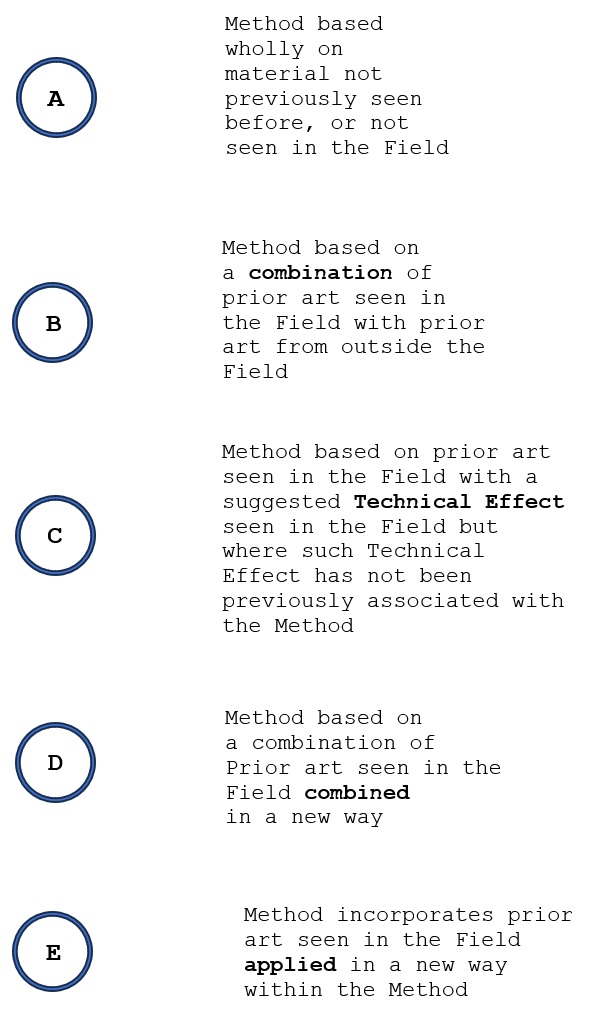 A
Method based
wholly on
material not
previously seen
before, or not
seen in the Field
B
Method based on
a combination of
prior art seen in
the Field with prior
art from outside the
Field
C
Method based on prior art
seen in the Field with a
suggested Technical Effect
seen in the Field but
where such Technical
Effect has not been
previously associated with
the Method
D
Method based on
a combination of
Prior art seen in the
Field combined
in a new way
E
Method incorporates prior
art seen in the Field
applied in a new way
within the Method